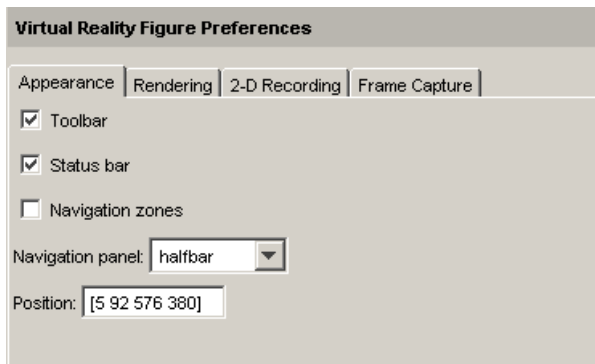 Virtual Reality Figure Preferences
Appearance Rendering 2-D Recording Frame Capture
Toolbar
Status bar
Navigation zones
Navigation panel: halfbar
Position: [5 92 576 380]